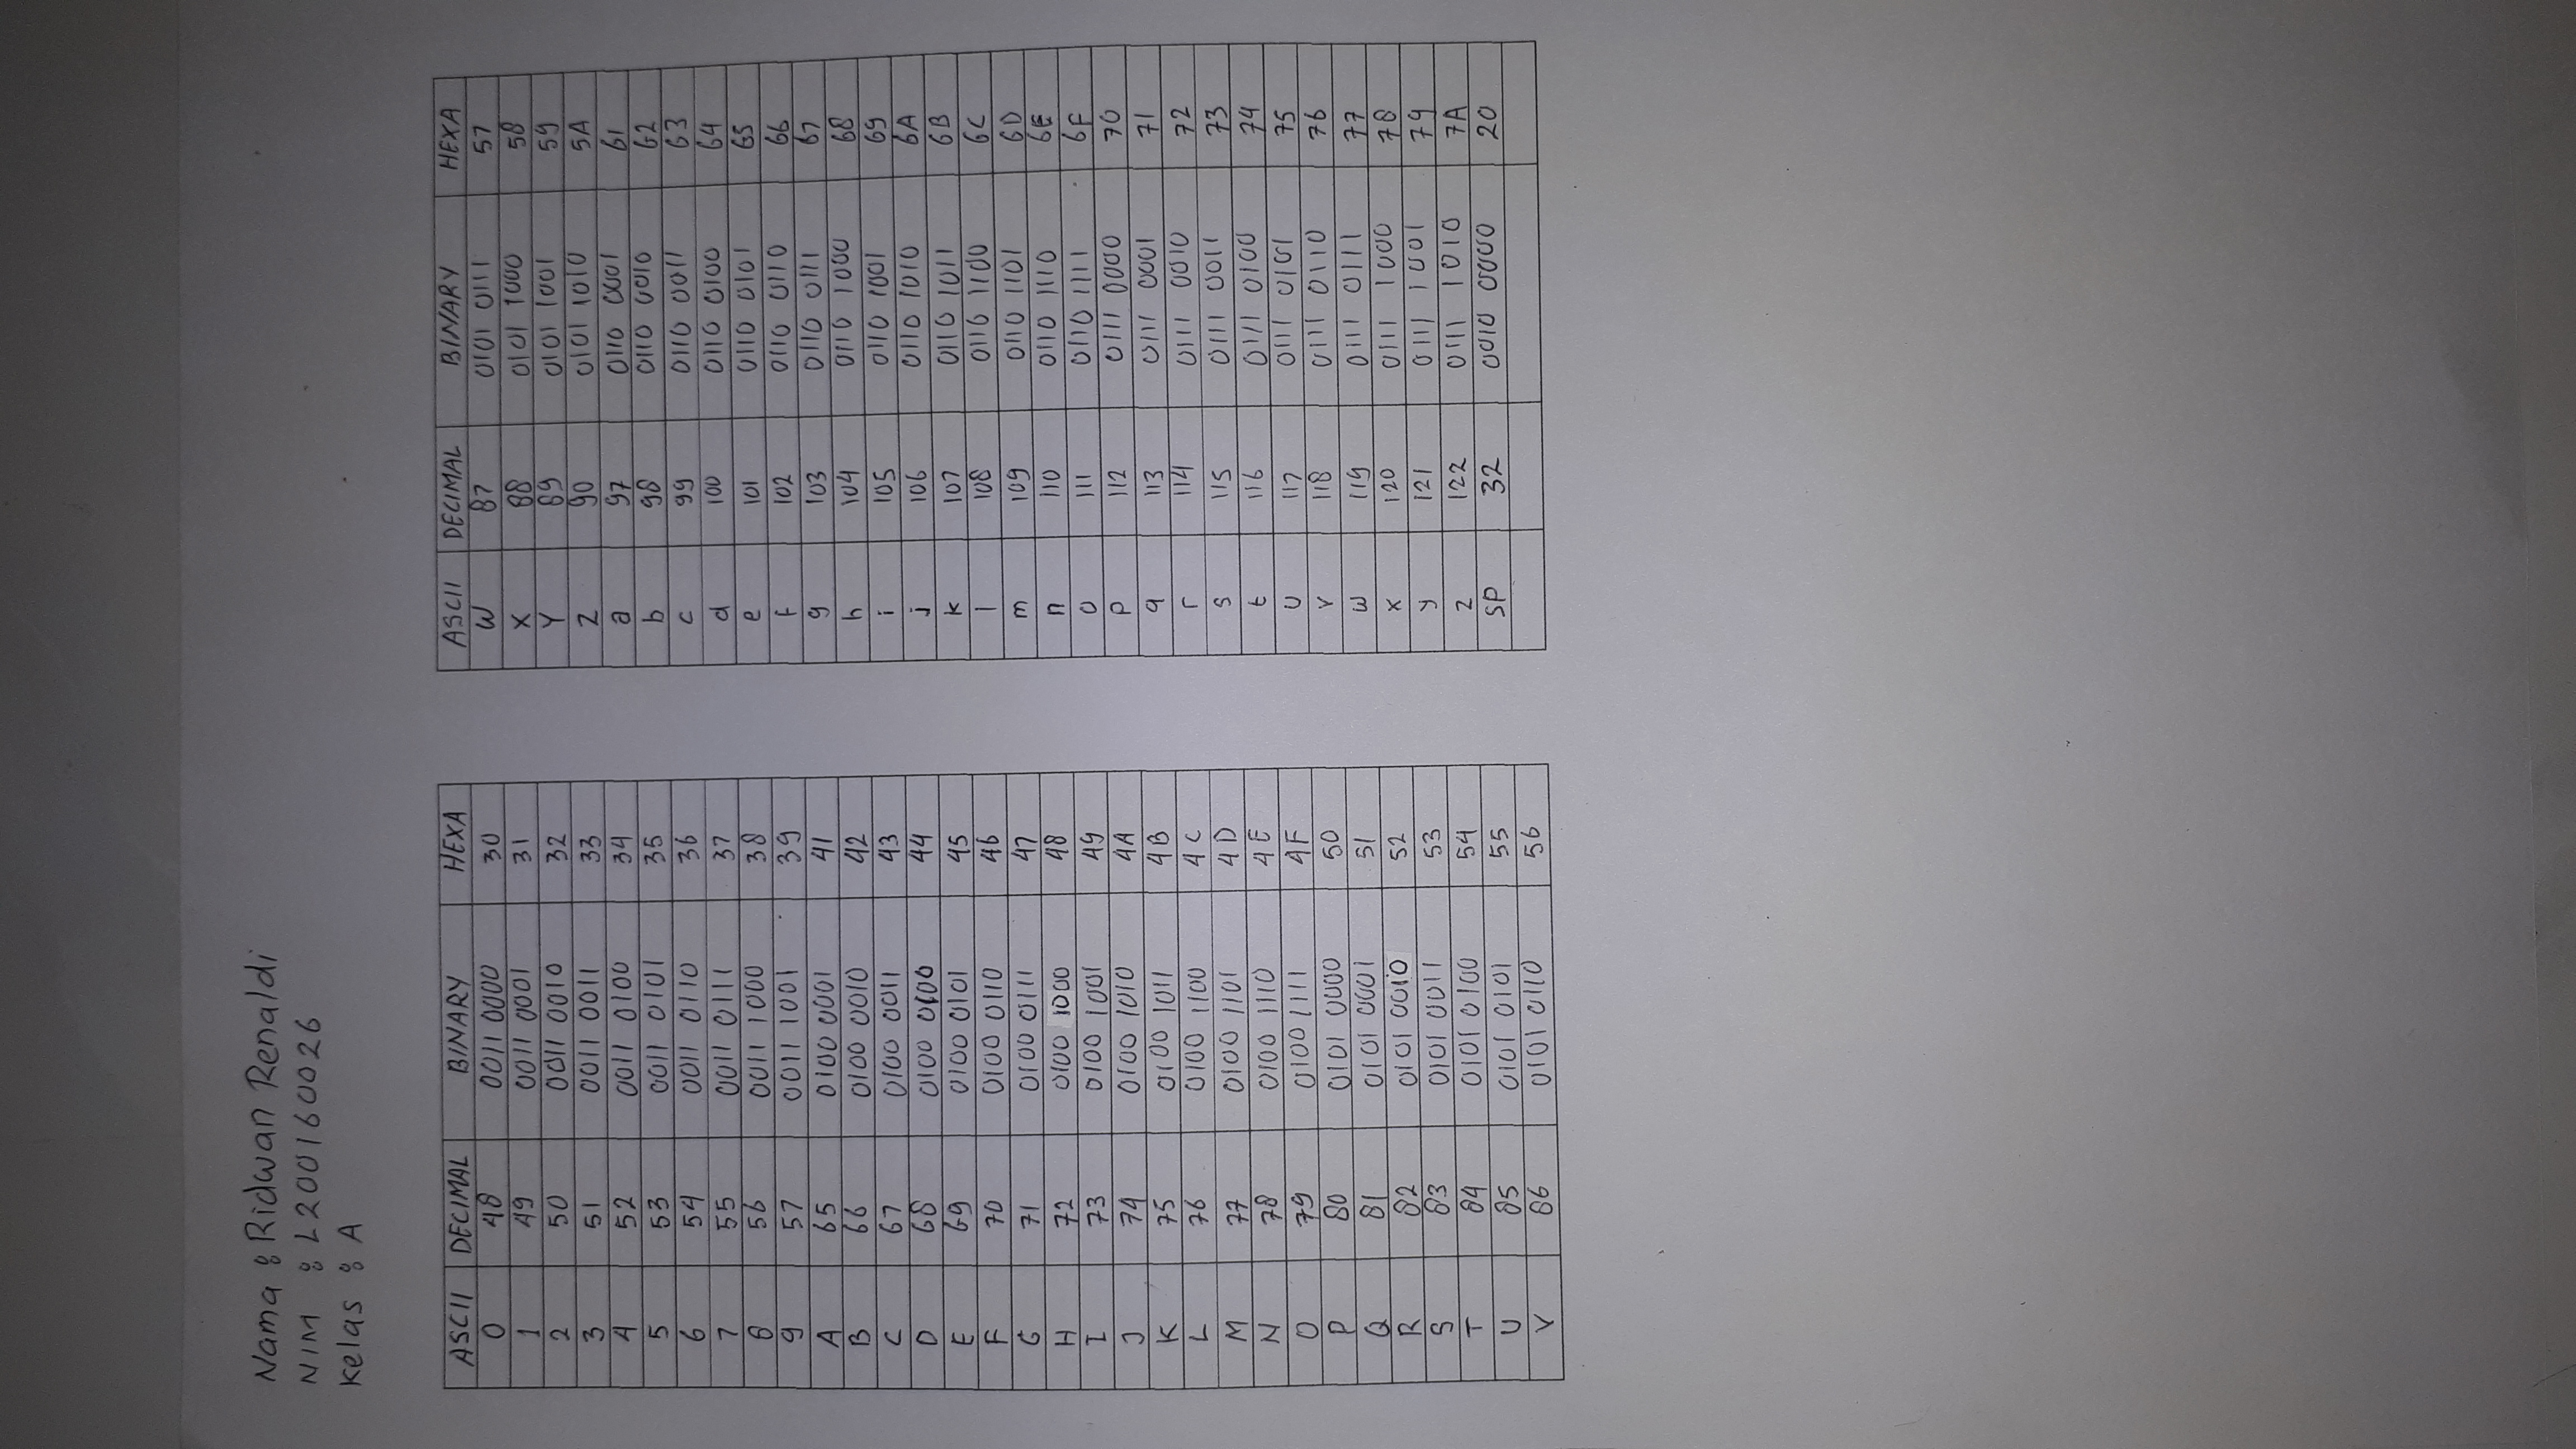 Nama : Ridwan Renaldi
NIM : L200160026
Kelas : A
ASCII DECIMAL BINARY HEXA
0 48 0011 0000 30
1 49 0011 0001 31
2 50 0011 0010 32
3 51 0011 0011 33
4 52 0011 0100 34
5 53 0011 0101 35
6 54 0011 0110 36
7 55 0011 0111 37
8 56 0011 1000 38
9 57 0011 1001 39
A 65 0100 0001 41
B 66 0100 0010 42
C 67 0100 0011 43
D 68 0100 0100 44
E 69 0100 0101 45
F 70 0100 0110 46
G 71 0100 0111 47
H 72 0100 1000 48
I 73 0100 1001 49
J 74 0100 1010 4A
K 75 0100 1011 4B
L 76 0100 1100 4C
M 77 0100 1101 4D
N 78 0100 1110 4E
O 79 0100 1111 4F
P 80 0101 0000 50
Q 81 0101 0001 51
R 82 0101 0010 52
S 83 0101 0011 53
T 84 0101 0100 54
U 85 0101 0101 55
V 86 0101 0110 56
ASCII DECIMAL BINARY HEXA
W 87 0101 0111 57
X 88 0101 1000 58
Y 89 0101 1001 59
Z 90 0101 1010 5A
a 97 0110 0001 61
b 98 0110 0010 62
c 99 0110 0011 63
d 100 0110 0100 64
e 101 0110 0101 65
f 102 0110 0110 66
g 103 0110 0111 67
h 104 0110 1000 68
i 105 0110 1001 69
j 106 0110 1010 6A
k 107 0110 1011 6B
l 108 0110 1100 6C
m 109 0110 1101 6D
n 110 0110 1110 6E
o 111 0110 1111 6F
p 112 0111 0000 70
q 113 0111 0001 71
r 114 0111 0010 72
s 115 0111 0011 73
t 116 0111 0100 74
u 117 0111 0101 75
v 118 0111 0110 76
w 119 0111 0111 77
x 120 0111 1000 78
y 121 0111 1001 79
z 122 0111 1010 7A
SP 32 0010 0000 20